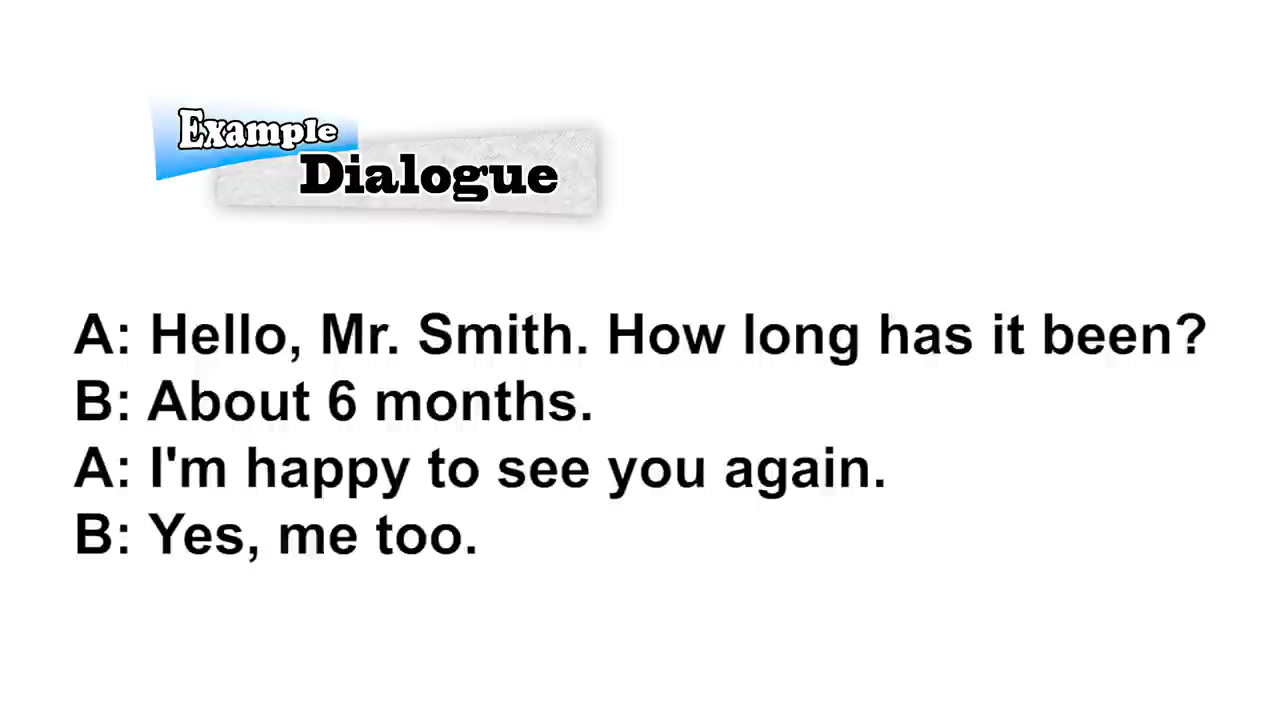 Example
Dialogue
A: Hello, Mr. Smith. How long has it been?
B: About 6 months.
A: I'm happy to see you again.
B: Yes, me too.